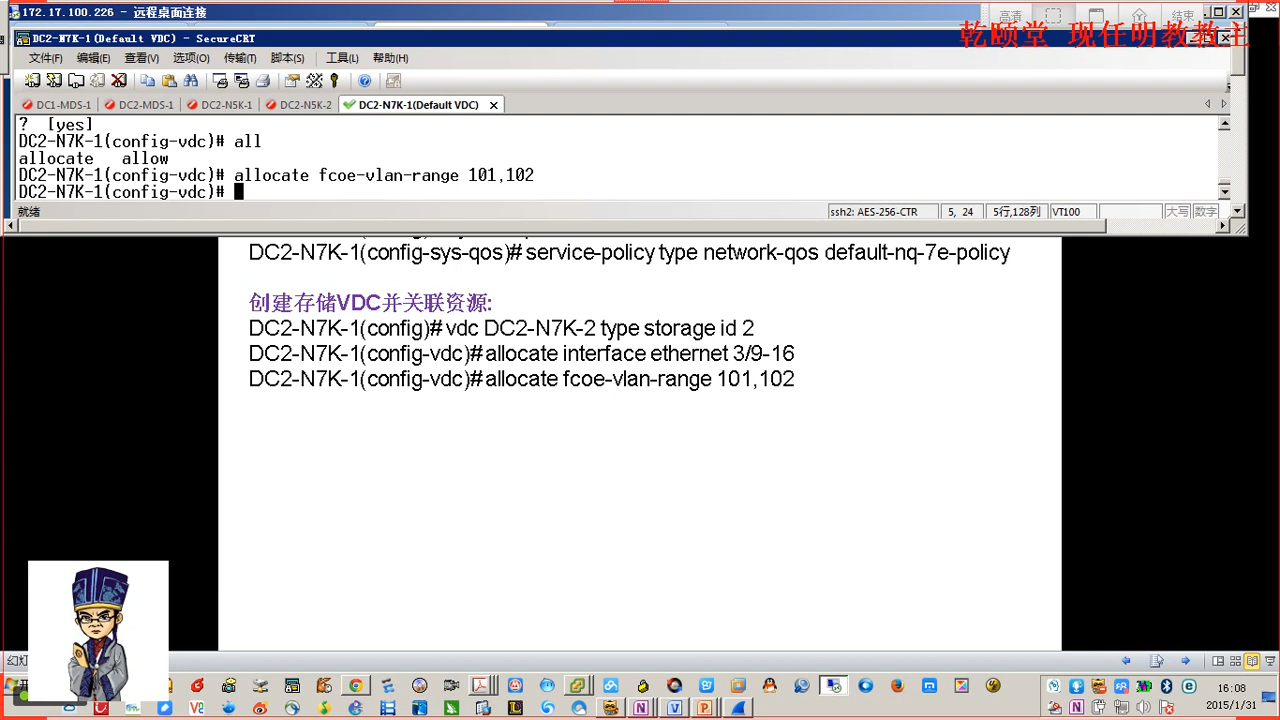 172.17.100.226 - 远程桌面连接
高清
结束
DC2-N7K-1(Default VDC) - SecureCRT
乾颐堂 现任明教教主
文件(F) 编辑(E) 查看(V) 选项(O) 传输(T) 脚本(S) 工具(L) 帮助(H)
DC1-MDS-1 DC2-MDS-1 DC2-N5K-1 DC2-N5K-2 DC2-N7K-1(Default VDC)
? [yes]
DC2-N7K-1(config-vdc)# all
allocate allow
DC2-N7K-1(config-vdc)# allocate fcoe-vlan-range 101,102
DC2-N7K-1(config-vdc)#
就绪 ssh2: AES-256-CTR 5, 24 5行,128列 VT100 大写 数字
DC2-N7K-1(config-sys-qos)# service-policy type network-qos default-nq-7e-policy
创建存储VDC并关联资源:
DC2-N7K-1(config)# vdc DC2-N7K-2 type storage id 2
DC2-N7K-1(config-vdc)# allocate interface ethernet 3/9-16
DC2-N7K-1(config-vdc)# allocate fcoe-vlan-range 101,102
16:08
2015/1/31